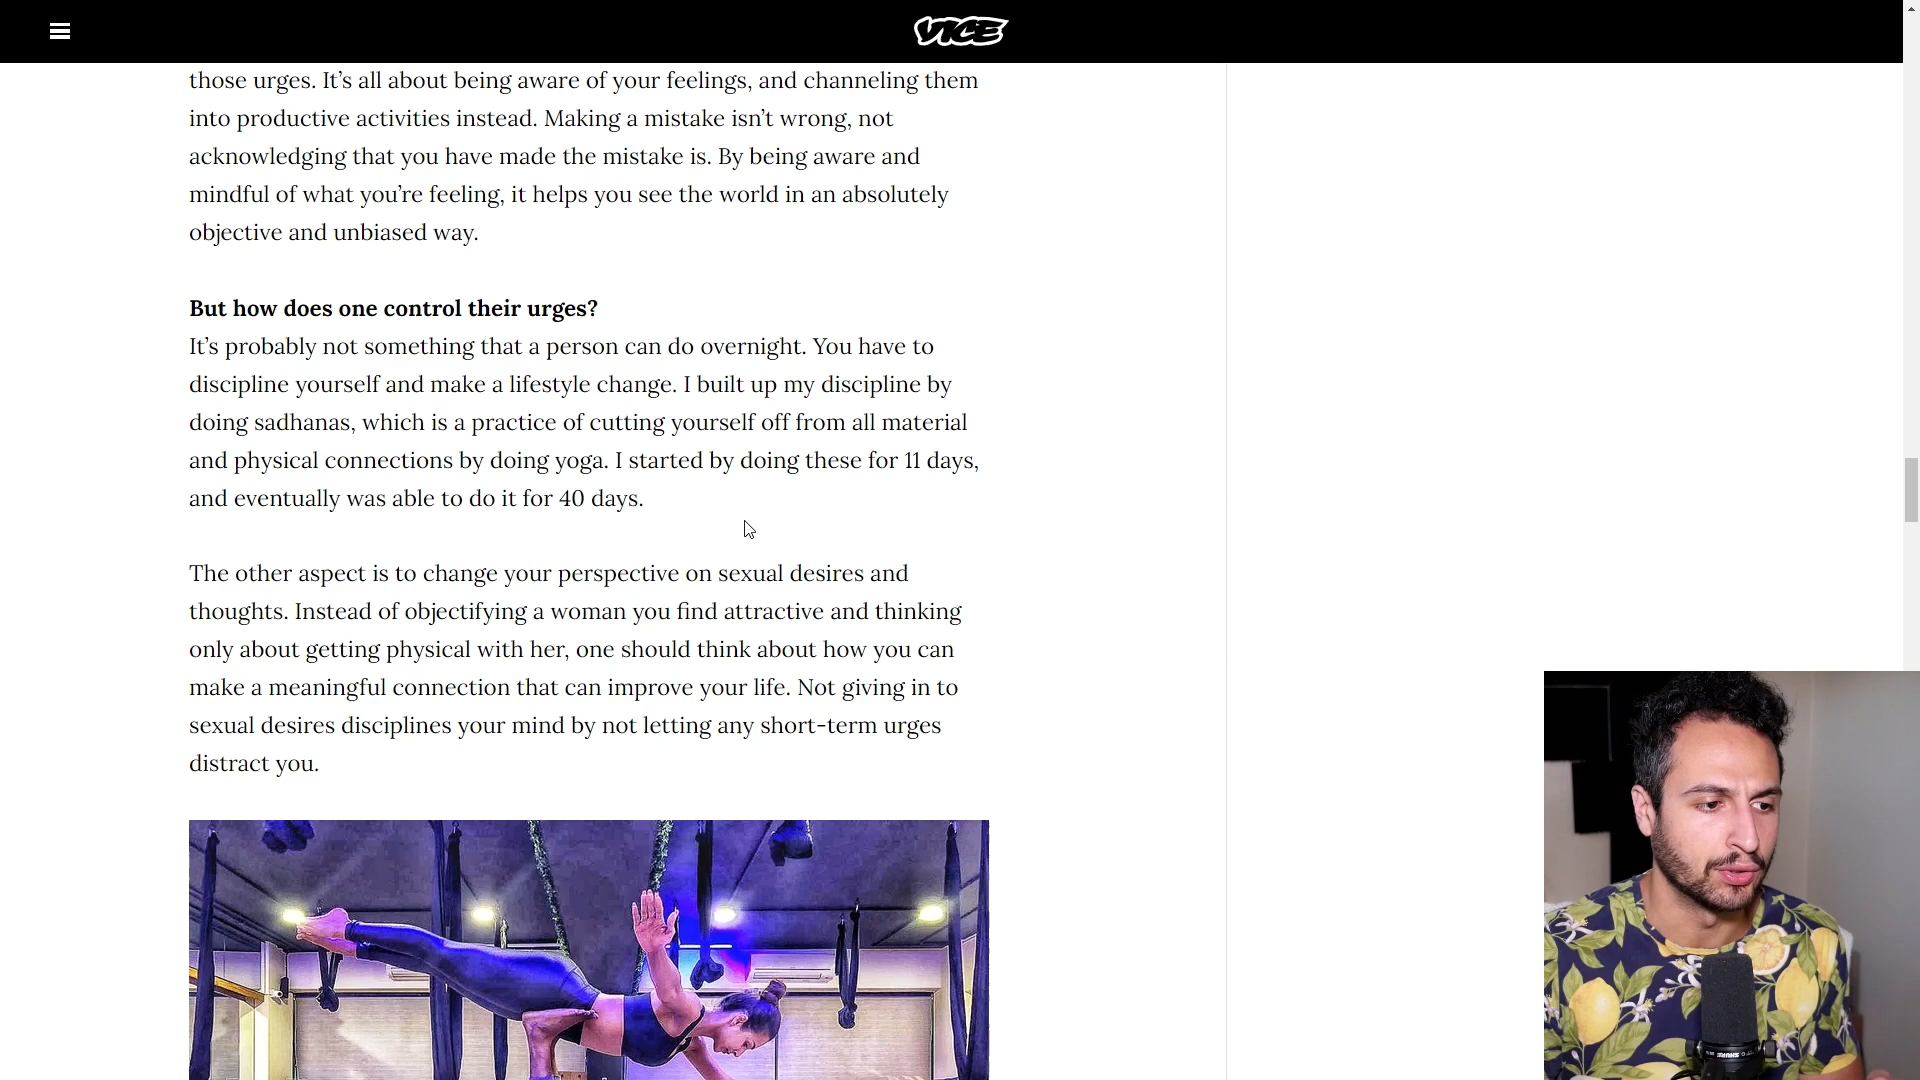 VICE
those urges. It’s all about being aware of your feelings, and channeling them
into productive activities instead. Making a mistake isn’t wrong, not
acknowledging that you have made the mistake is. By being aware and
mindful of what you’re feeling, it helps you see the world in an absolutely
objective and unbiased way.
But how does one control their urges?
It’s probably not something that a person can do overnight. You have to
discipline yourself and make a lifestyle change. I built up my discipline by
doing sadhanas, which is a practice of cutting yourself off from all material
and physical connections by doing yoga. I started by doing these for 11 days,
and eventually was able to do it for 40 days.
The other aspect is to change your perspective on sexual desires and
thoughts. Instead of objectifying a woman you find attractive and thinking
only about getting physical with her, one should think about how you can
make a meaningful connection that can improve your life. Not giving in to
sexual desires disciplines your mind by not letting any short-term urges
distract you.
SHURE